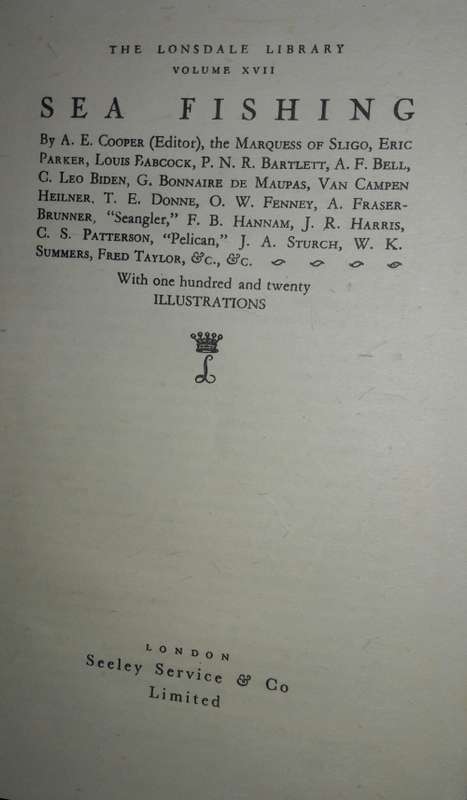 THE LONSDALE LIBRARY
VOLUME XVII
SEA FISHING
By A. E. COOPER (Editor), the MARQUESS OF SLIGO, ERIC
PARKER, LOUIS BABCOCK, P. N. R. BARTLETT, A. F. BELL,
C. LEO BIDEN, G. BONNAIRE DE MAUPAS, VAN CAMPEN
HEILNER, T. E. DONNE, O. W. FENNEY, A. FRASER-
BRUNNER, "Seangler," F. B. HANNAM, J. R. HARRIS,
C. S. PATTERSON, "Pelican," J. A. STURCH, W. K.
SUMMERS, FRED TAYLOR, &C., &C.
With one hundred and twenty
ILLUSTRATIONS
L
LONDON
Seeley Service & Co
Limited